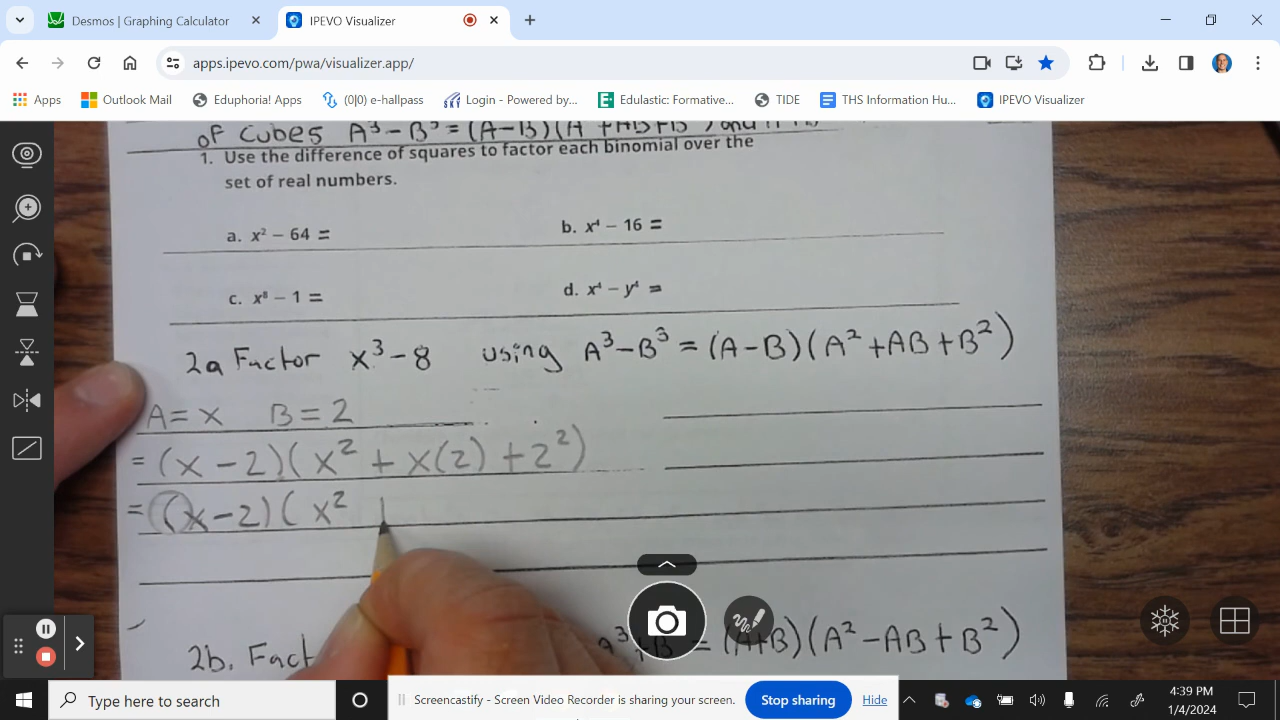 Desmos | Graphing Calculator
IPEVO Visualizer
apps.ipevo.com/pwa/visualizer.app/
Apps
Outlook Mail
Eduphoria! Apps
(0|0) e-hallpass
Login - Powered by...
Edulastic: Formative...
TIDE
THS Information Hu...
IPEVO Visualizer
of Cubes A³-B³=(A-B)(A +AB+B
1. Use the difference of squares to factor each binomial over the
set of real numbers.
a. x² – 64 =
b. x⁴ – 16 =
c. x⁸ – 1 =
d. x⁴ – y⁴ =
2a Factor x³-8 using A³-B³=(A-B)(A²+AB+B²)
A=x B=2
=(x-2)(x²+x(2)+2²)
=(x-2)(x²
2b. Fact
= (A+B)(A²-AB+B²)
Type here to search
Screencastify - Screen Video Recorder is sharing your screen.
Stop sharing
Hide
4:39 PM
1/4/2024